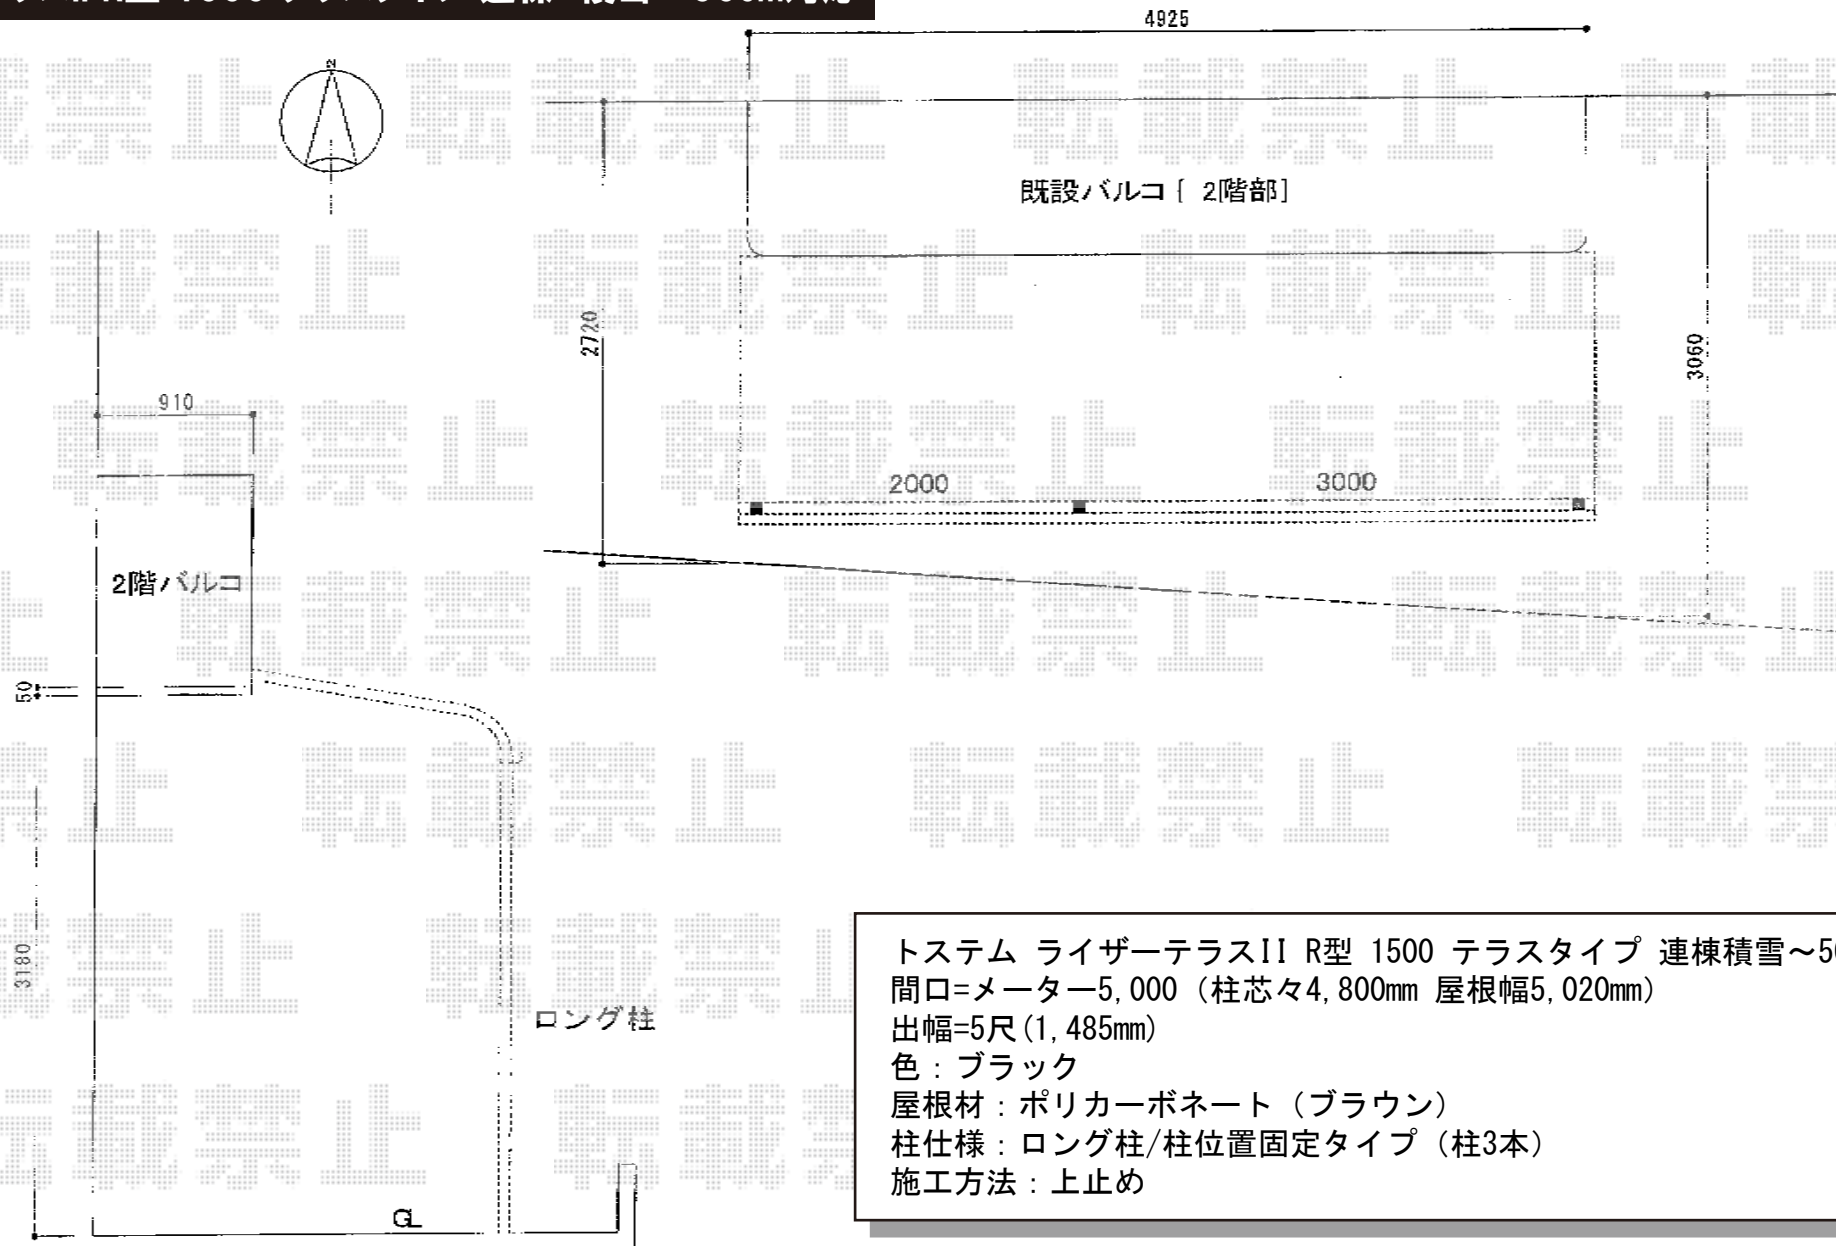 4925
既設バルコ [ 2階部]
2720
3060
910
2000
3000
2階バルコ
50
3180
ロング柱
GL
トステム ライザーテラスII R型 1500 テラスタイプ 連棟積雪～5
間口=メーター5,000（柱芯々4,800mm 屋根幅5,020mm）
出幅=5尺(1,485mm)
色：ブラック
屋根材：ポリカーボネート（ブラウン）
柱仕様：ロング柱/柱位置固定タイプ（柱3本）
施工方法：上止め
転載禁止